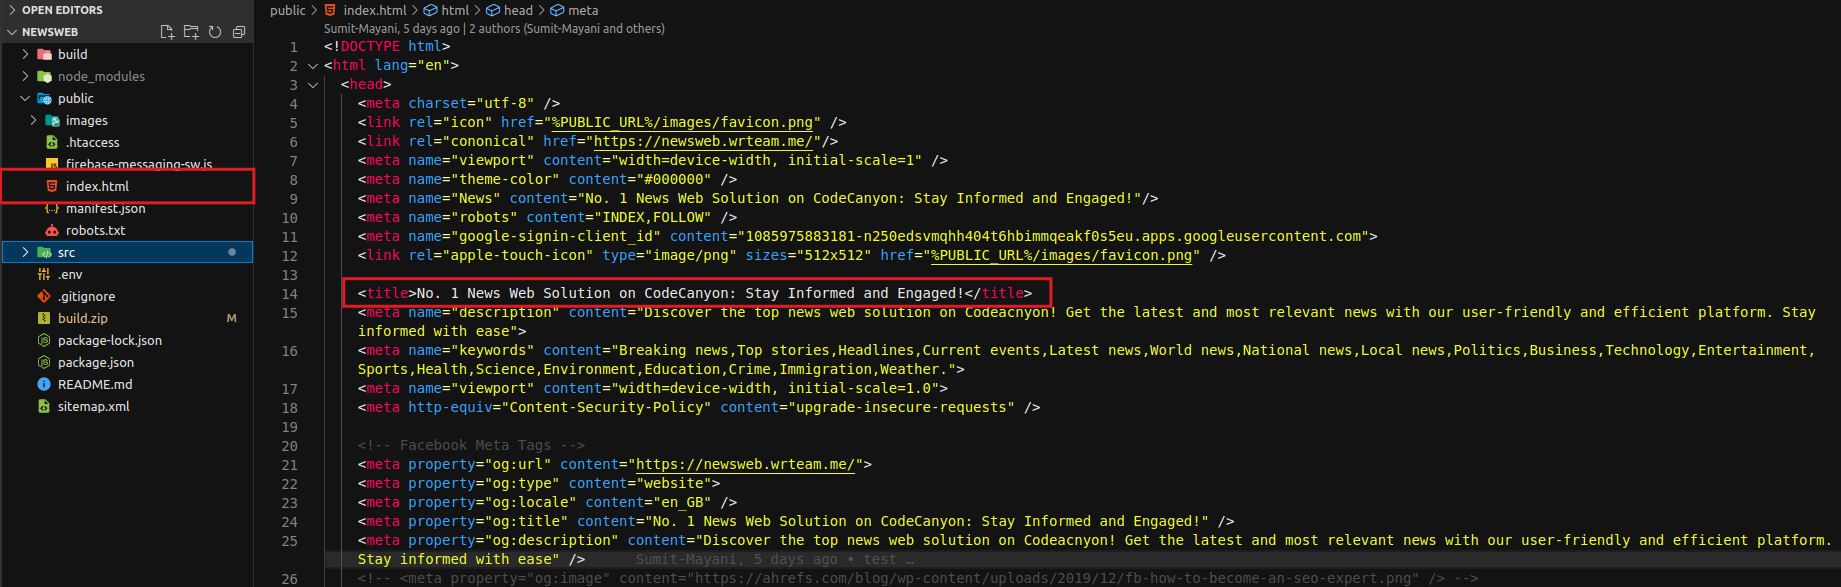 OPEN EDITORS
NEWSWEB
build
node_modules
public
images
.htaccess
firebase-messaging-sw.js
index.html
manifest.json
robots.txt
src
.env
.gitignore
build.zip M
package-lock.json
package.json
README.md
sitemap.xml
public > index.html > html > head > meta
Sumit-Mayani, 5 days ago | 2 authors (Sumit-Mayani and others)
1 <!DOCTYPE html>
2 <html lang="en">
3 <head>
4 <meta charset="utf-8" />
5 <link rel="icon" href="%PUBLIC_URL%/images/favicon.png" />
6 <link rel="cononical" href="https://newsweb.wrteam.me/"/>
7 <meta name="viewport" content="width=device-width, initial-scale=1" />
8 <meta name="theme-color" content="#000000" />
9 <meta name="News" content="No. 1 News Web Solution on CodeCanyon: Stay Informed and Engaged!"/>
10 <meta name="robots" content="INDEX,FOLLOW" />
11 <meta name="google-signin-client_id" content="1085975883181-n250edsvmqhh404t6hbimmqeakf0s5eu.apps.googleusercontent.com">
12 <link rel="apple-touch-icon" type="image/png" sizes="512x512" href="%PUBLIC_URL%/images/favicon.png" />
13
14 <title>No. 1 News Web Solution on CodeCanyon: Stay Informed and Engaged!</title>
15 <meta name="description" content="Discover the top news web solution on Codeacnyon! Get the latest and most relevant news with our user-friendly and efficient platform. Stay
informed with ease">
16 <meta name="keywords" content="Breaking news,Top stories,Headlines,Current events,Latest news,World news,National news,Local news,Politics,Business,Technology,Entertainment,
Sports,Health,Science,Environment,Education,Crime,Immigration,Weather.">
17 <meta name="viewport" content="width=device-width, initial-scale=1.0">
18 <meta http-equiv="Content-Security-Policy" content="upgrade-insecure-requests" />
19
20 <!-- Facebook Meta Tags -->
21 <meta property="og:url" content="https://newsweb.wrteam.me/">
22 <meta property="og:type" content="website">
23 <meta property="og:locale" content="en_GB" />
24 <meta property="og:title" content="No. 1 News Web Solution on CodeCanyon: Stay Informed and Engaged!" />
25 <meta property="og:description" content="Discover the top news web solution on Codeacnyon! Get the latest and most relevant news with our user-friendly and efficient platform.
Stay informed with ease" /> Sumit-Mayani, 5 days ago • test …
26 <!-- <meta property="og:image" content="https://ahrefs.com/blog/wp-content/uploads/2019/12/fb-how-to-become-an-seo-expert.png" /> -->